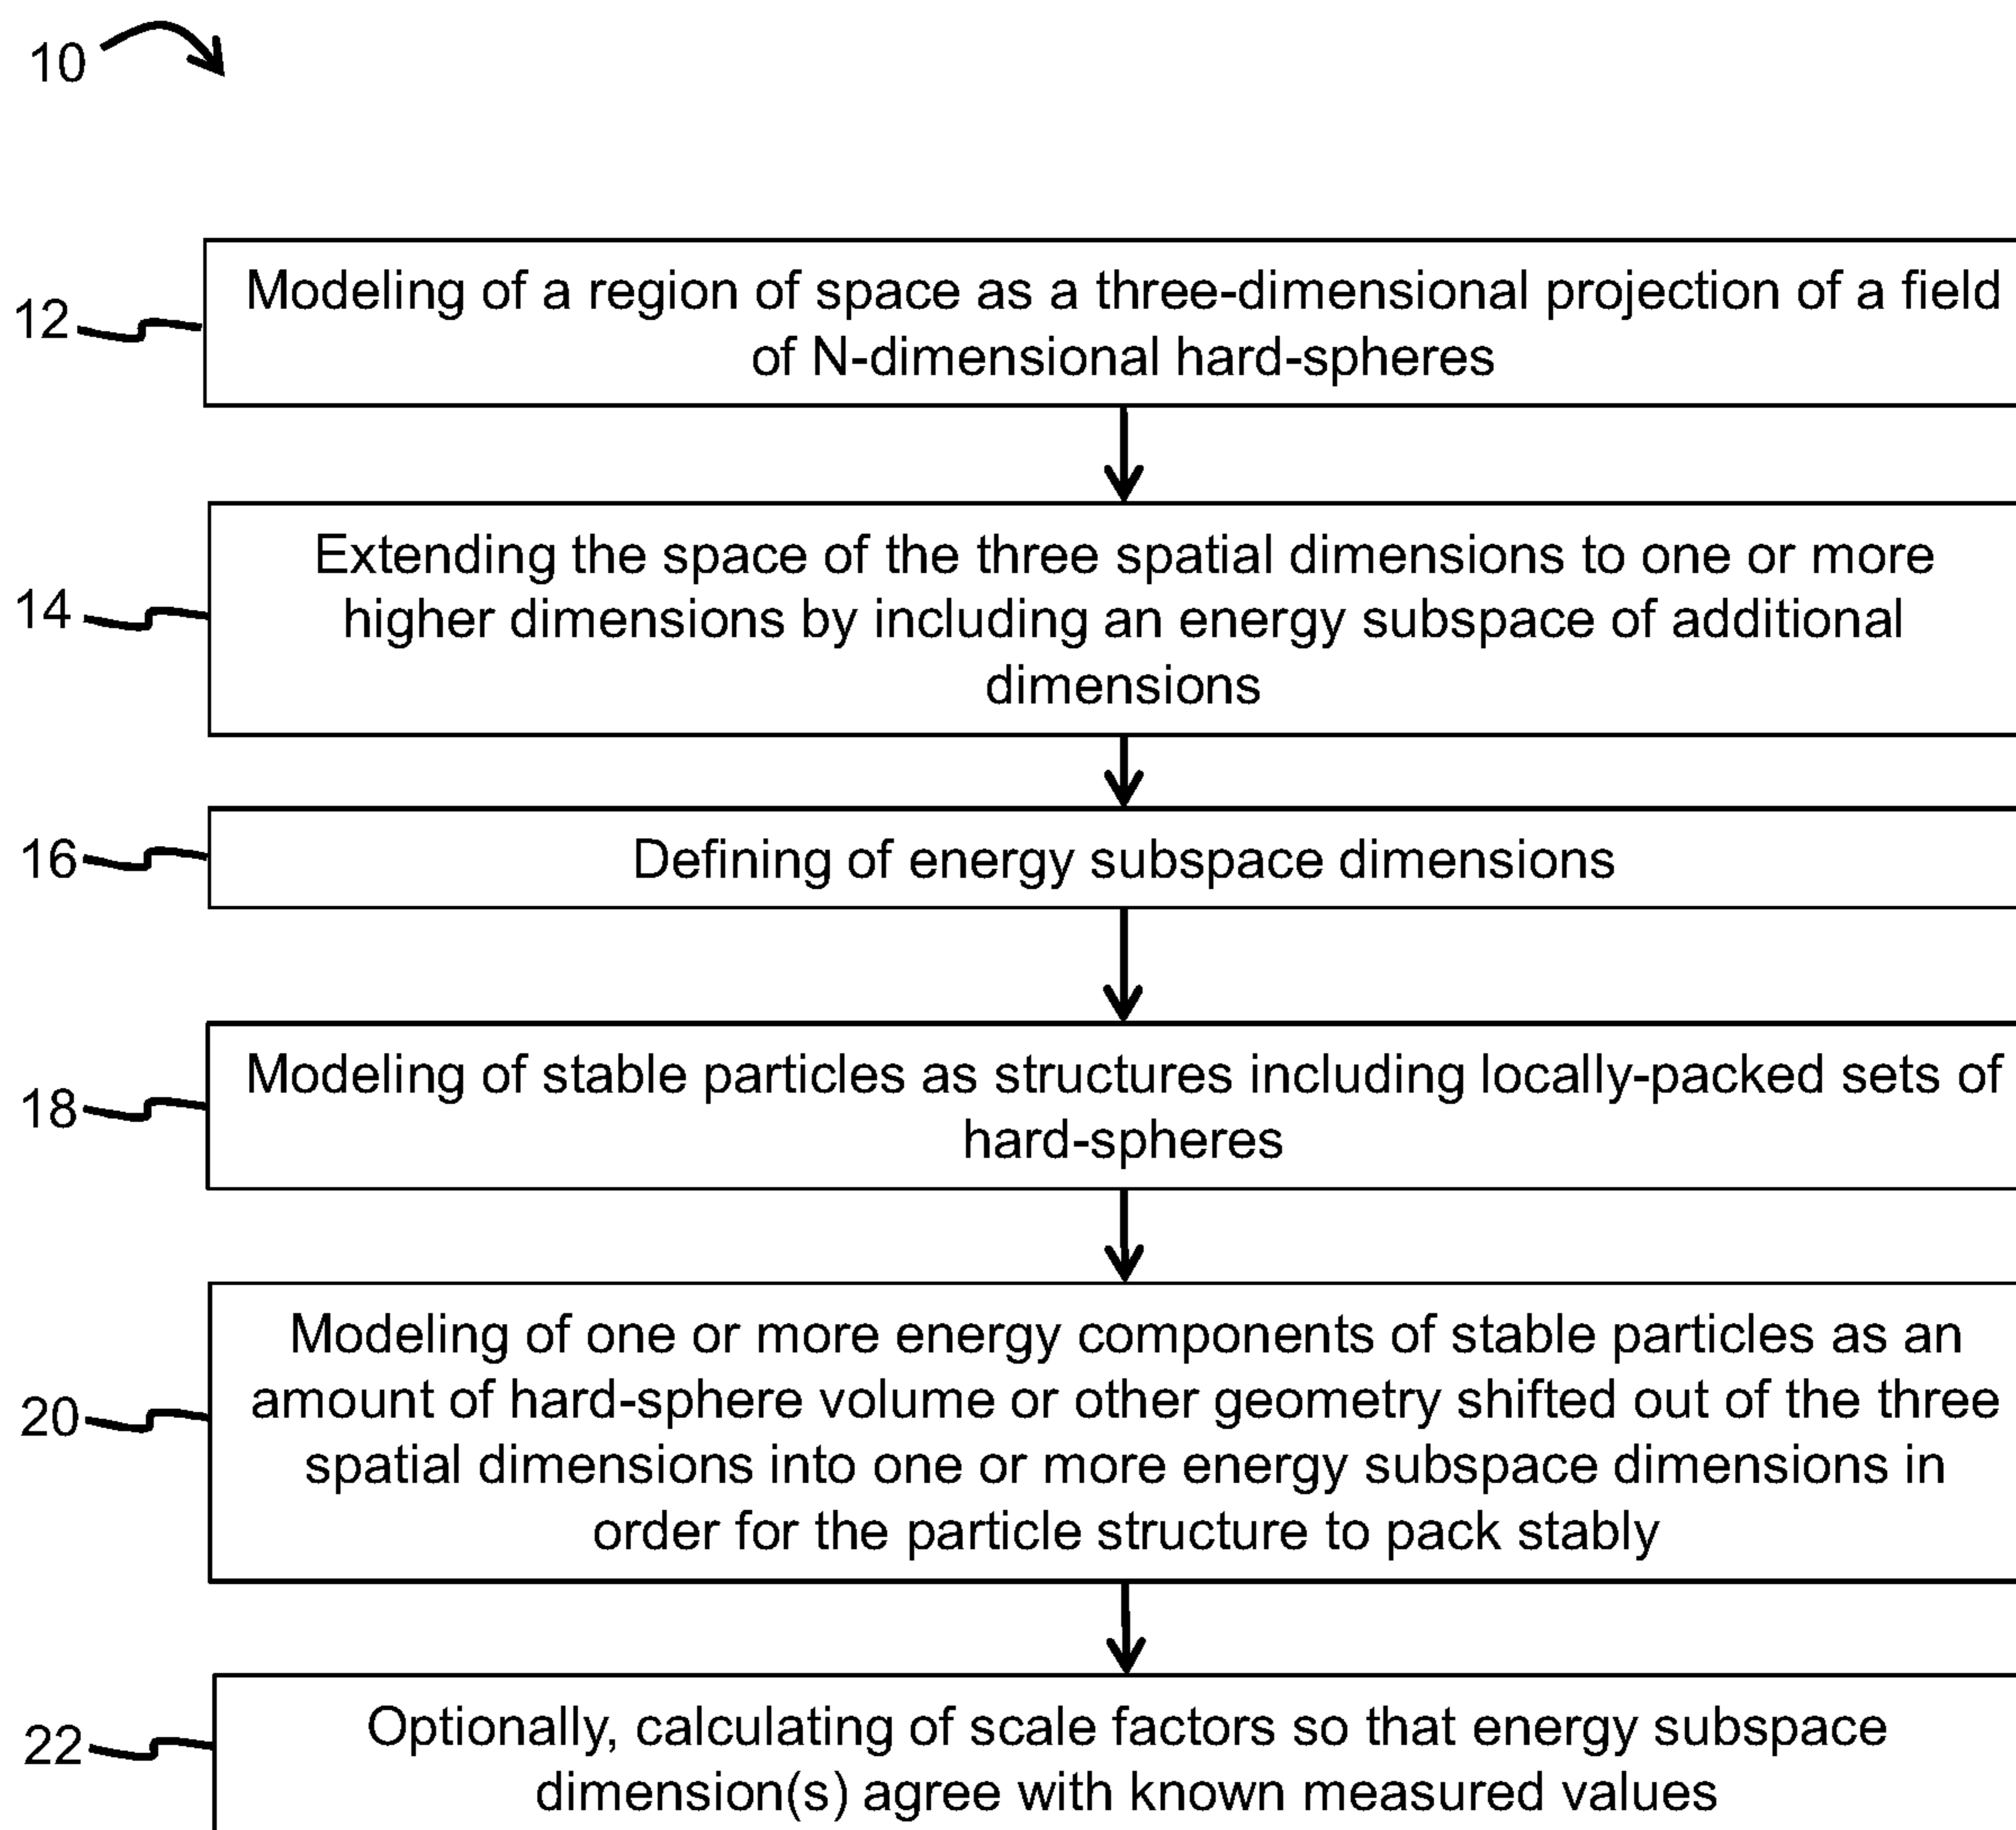 10
12
Modeling of a region of space as a three-dimensional projection of a field
of N-dimensional hard-spheres
14
Extending the space of the three spatial dimensions to one or more
higher dimensions by including an energy subspace of additional
dimensions
16
Defining of energy subspace dimensions
18
Modeling of stable particles as structures including locally-packed sets of
hard-spheres
20
Modeling of one or more energy components of stable particles as an
amount of hard-sphere volume or other geometry shifted out of the three
spatial dimensions into one or more energy subspace dimensions in
order for the particle structure to pack stably
22
Optionally, calculating of scale factors so that energy subspace
dimension(s) agree with known measured values